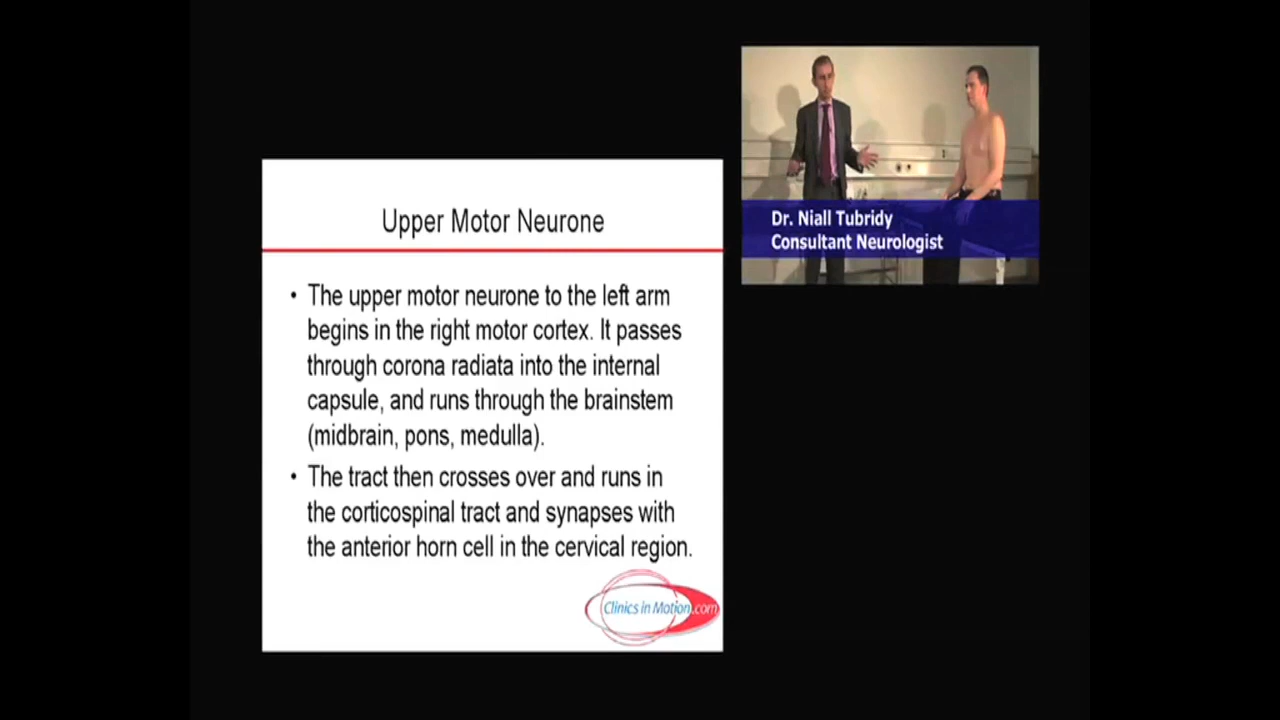 Upper Motor Neurone
• The upper motor neurone to the left arm
begins in the right motor cortex. It passes
through corona radiata into the internal
capsule, and runs through the brainstem
(midbrain, pons, medulla).
• The tract then crosses over and runs in
the corticospinal tract and synapses with
the anterior horn cell in the cervical region.
Clinics in Motion.com
Dr. Niall Tubridy
Consultant Neurologist